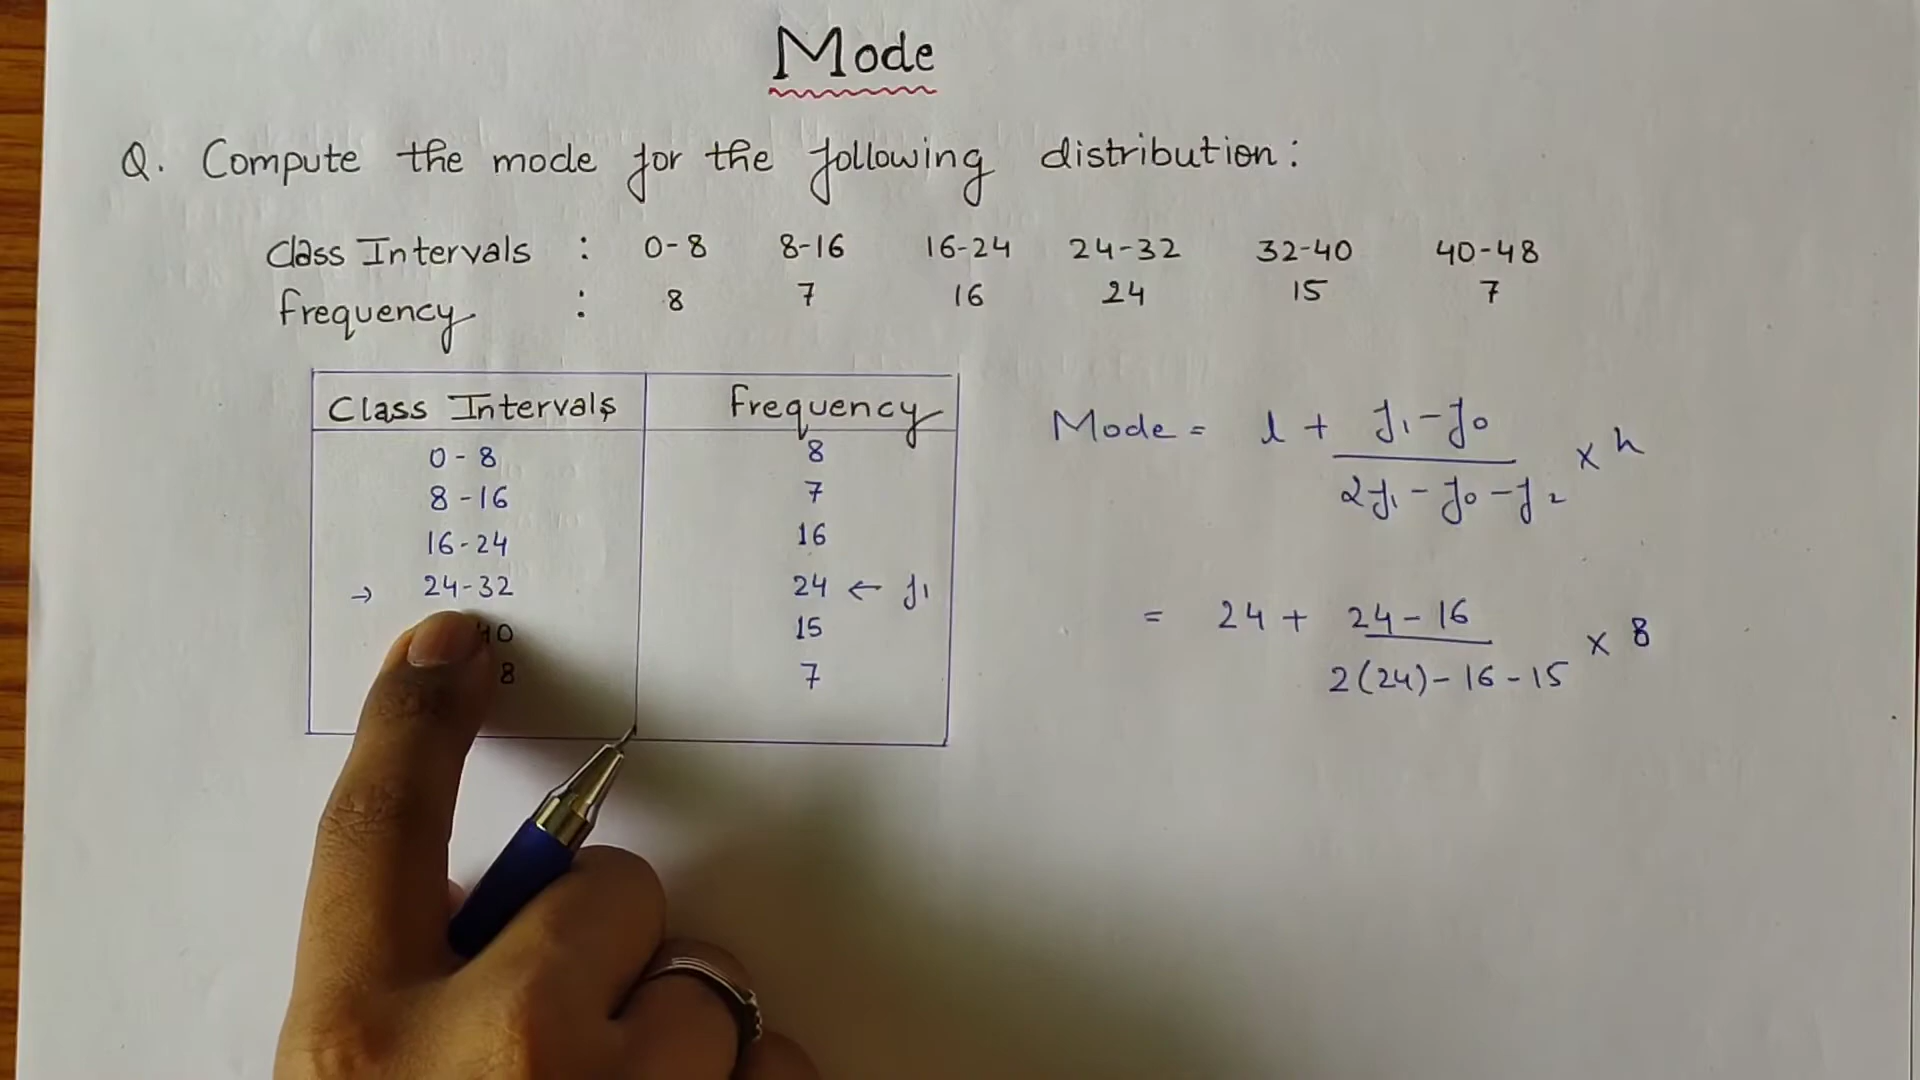 Mode
Q. Compute the mode for the following distribution:
Class Intervals : 0-8 8-16 16-24 24-32 32-40 40-48
frequency : 8 7 16 24 15 7
Class Intervals frequency
0-8 8
8-16 7
16-24 16
→ 24-32 24 ← f₁
40 15
8 7
Mode = l + (f₁ - f₀) / (2f₁ - f₀ - f₂) × h
= 24 + (24 - 16) / (2(24) - 16 - 15) × 8